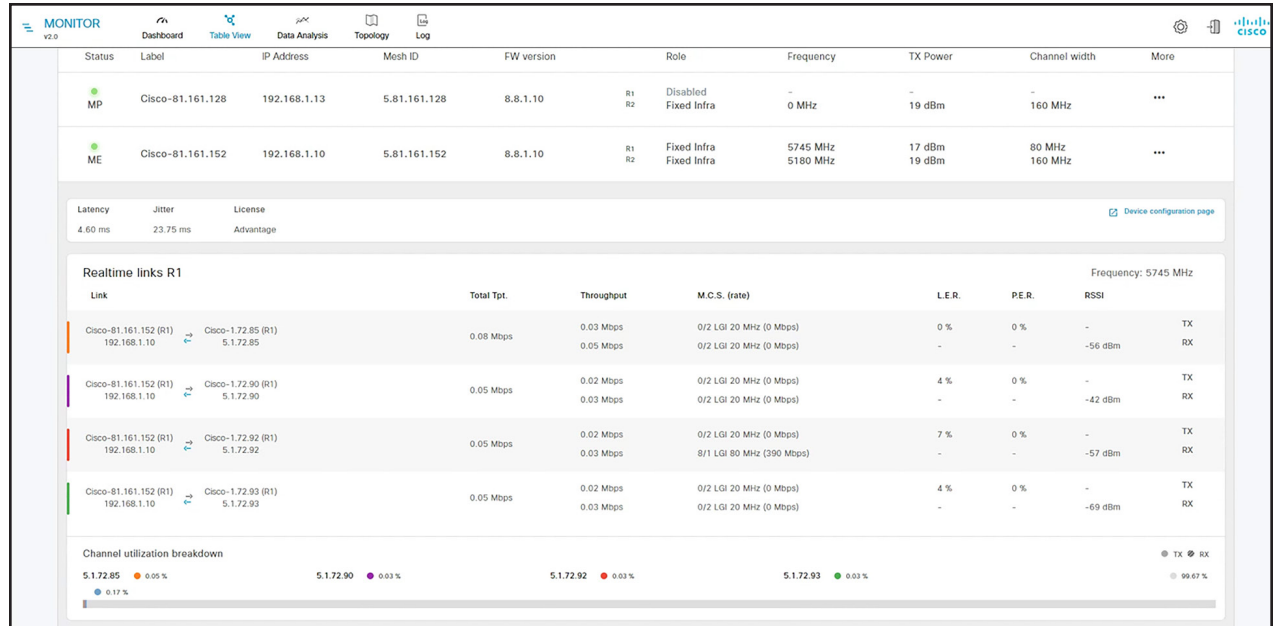 MONITOR
v2.0
Dashboard Table View Data Analysis Topology Log
Log
CISCO
Status Label IP Address Mesh ID FW version Role Frequency TX Power Channel width More
MP Cisco-81.161.128 192.168.1.13 5.81.161.128 8.8.1.10
R1 Disabled - - -
R2 Fixed Infra 0 MHz 19 dBm 160 MHz
ME Cisco-81.161.152 192.168.1.10 5.81.161.152 8.8.1.10
R1 Fixed Infra 5745 MHz 17 dBm 80 MHz
R2 Fixed Infra 5180 MHz 19 dBm 160 MHz
Latency Jitter License Device configuration page
4.60 ms 23.75 ms Advantage
Realtime links R1 Frequency: 5745 MHz
Link Total Tpt. Throughput M.C.S. (rate) L.E.R. P.E.R. RSSI
Cisco-81.161.152 (R1) Cisco-1.72.85 (R1) 0.03 Mbps 0/2 LGI 20 MHz (0 Mbps) 0 % 0 % - TX
192.168.1.10 5.1.72.85 0.08 Mbps 0.05 Mbps 0/2 LGI 20 MHz (0 Mbps) - - -56 dBm RX
Cisco-81.161.152 (R1) Cisco-1.72.90 (R1) 0.02 Mbps 0/2 LGI 20 MHz (0 Mbps) 4 % 0 % - TX
192.168.1.10 5.1.72.90 0.05 Mbps 0.03 Mbps 0/2 LGI 20 MHz (0 Mbps) - - -42 dBm RX
Cisco-81.161.152 (R1) Cisco-1.72.92 (R1) 0.02 Mbps 0/2 LGI 20 MHz (0 Mbps) 7 % 0 % - TX
192.168.1.10 5.1.72.92 0.05 Mbps 0.03 Mbps 8/1 LGI 80 MHz (390 Mbps) - - -57 dBm RX
Cisco-81.161.152 (R1) Cisco-1.72.93 (R1) 0.02 Mbps 0/2 LGI 20 MHz (0 Mbps) 4 % 0 % - TX
192.168.1.10 5.1.72.93 0.05 Mbps 0.03 Mbps 0/2 LGI 20 MHz (0 Mbps) - - -69 dBm RX
Channel utilization breakdown TX RX
5.1.72.85 0.05 % 5.1.72.90 0.03 % 5.1.72.92 0.03 % 5.1.72.93 0.03 % 99.67 %
0.17 %